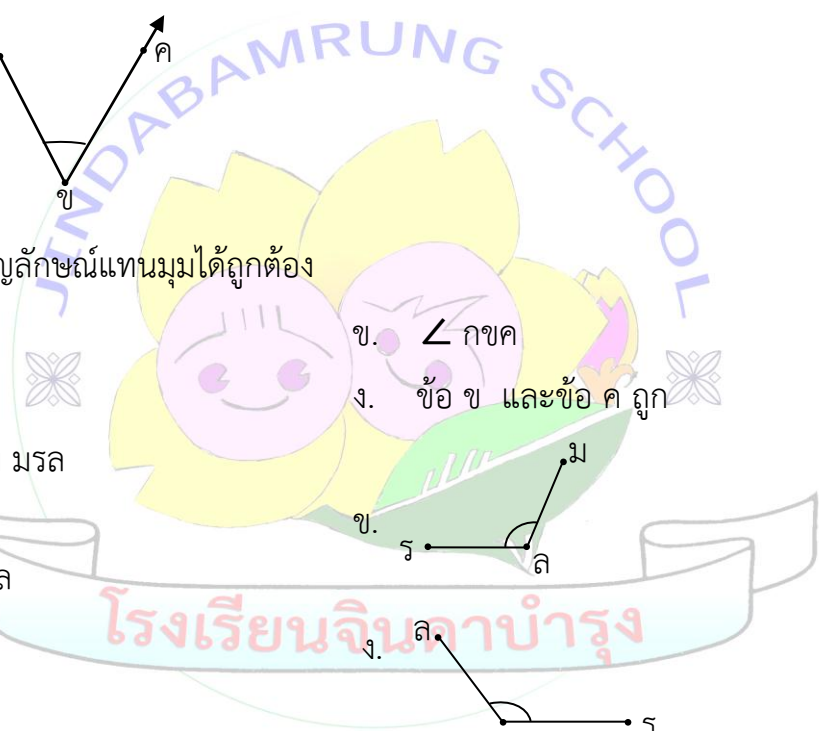 ค
ข
JINDABAMRUNG SCHOOL
ญลักษณ์แทนมุมได้ถูกต้อง
ข. ∠ กขค
ง. ข้อ ข และข้อ ค ถูก
มรล
ม
ข.
ร
ล
ล
โรงเรียนจินดาบำรุง
ง.
ล
ร